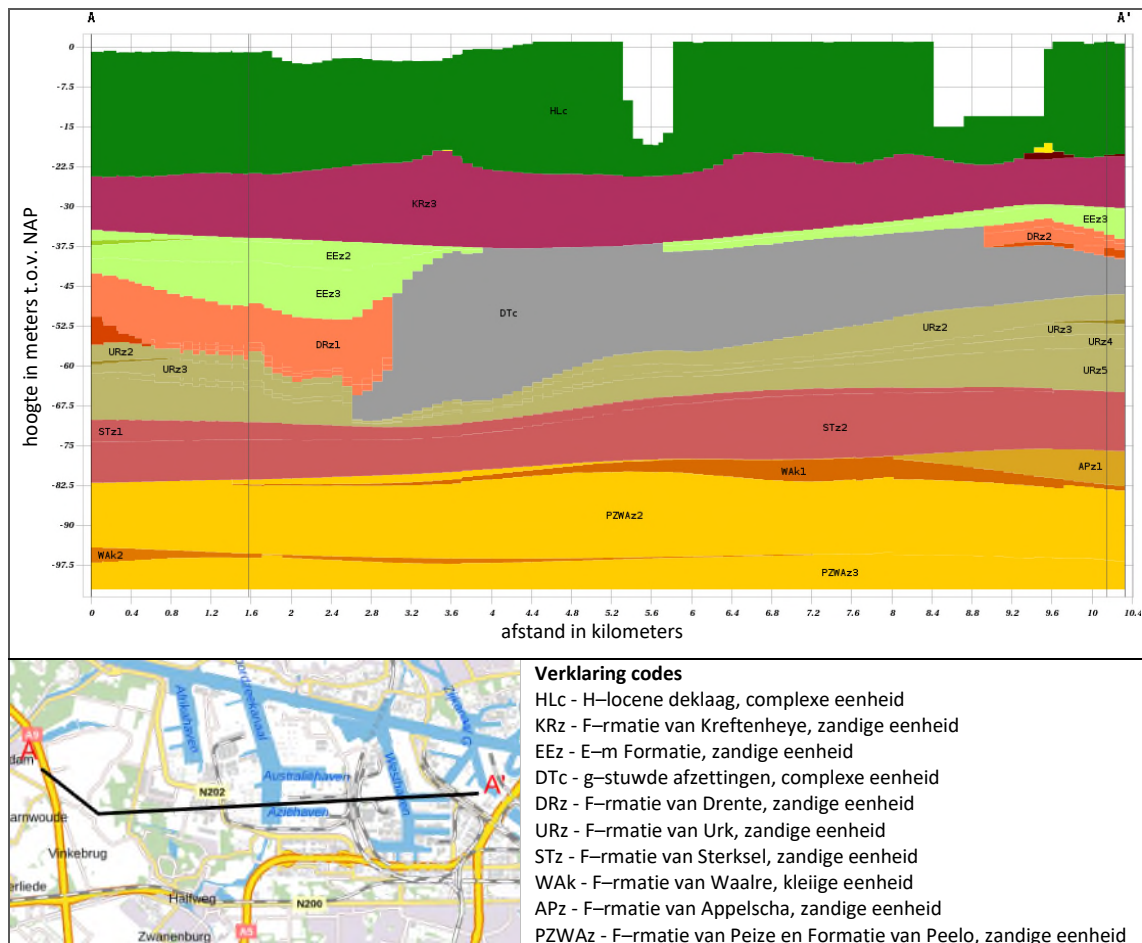 A A'
0
-7.5
-15
-22.5
-30
-37.5
-45
-52.5
-60
-67.5
-75
-82.5
-90
-97.5
hoogte in meters t.o.v. NAP
HLc
KRz3
EEz3
DRz2
EEz2
EEz3
DTc
DRz1
URz2
URz3
URz2
URz3
URz4
URz5
STz1
STz2
WAk1
APz1
PZWAz2
WAk2
PZWAz3
0 0.4 0.8 1.2 1.6 2 2.4 2.8 3.2 3.6 4 4.4 4.8 5.2 5.6 6 6.4 6.8 7.2 7.6 8 8.4 8.8 9.2 9.6 10 10.4
afstand in kilometers
A9
A
dam
Afrikahaven
oordzeekanaal
Australiehaven
N202
Aziehaven
Westhaven
A'
arnwoude
Vinkebrug
erliede
Halfweg
N200
Zwanenburg
A5
Verklaring codes
HLc - H–locene deklaag, complexe eenheid
KRz - F–rmatie van Kreftenheye, zandige eenheid
EEz - E–m Formatie, zandige eenheid
DTc - g–stuwde afzettingen, complexe eenheid
DRz - F–rmatie van Drente, zandige eenheid
URz - F–rmatie van Urk, zandige eenheid
STz - F–rmatie van Sterksel, zandige eenheid
WAk - F–rmatie van Waalre, kleiige eenheid
APz - F–rmatie van Appelscha, zandige eenheid
PZWAz - F–rmatie van Peize en Formatie van Peelo, zandige eenheid